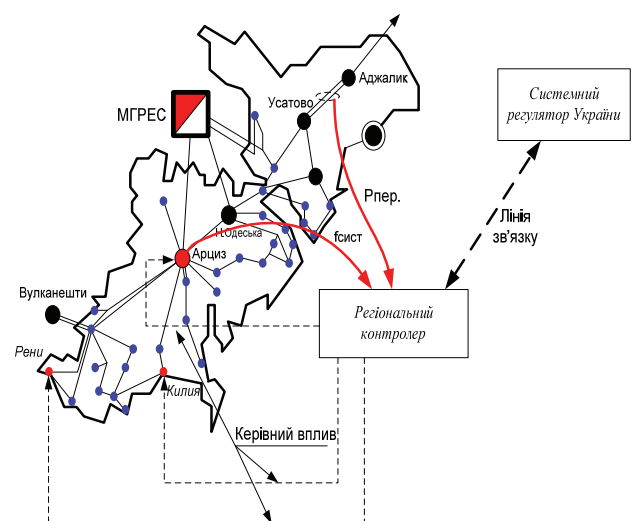 Аджалик
Системний
регулятор України
Усатово
МГРЕС
Рпер.
Лінія
зв'язку
Н.Одеська
fсист
Арциз
Вулканешти
Регіональний
контролер
Рени
Килия
Керівний вплив